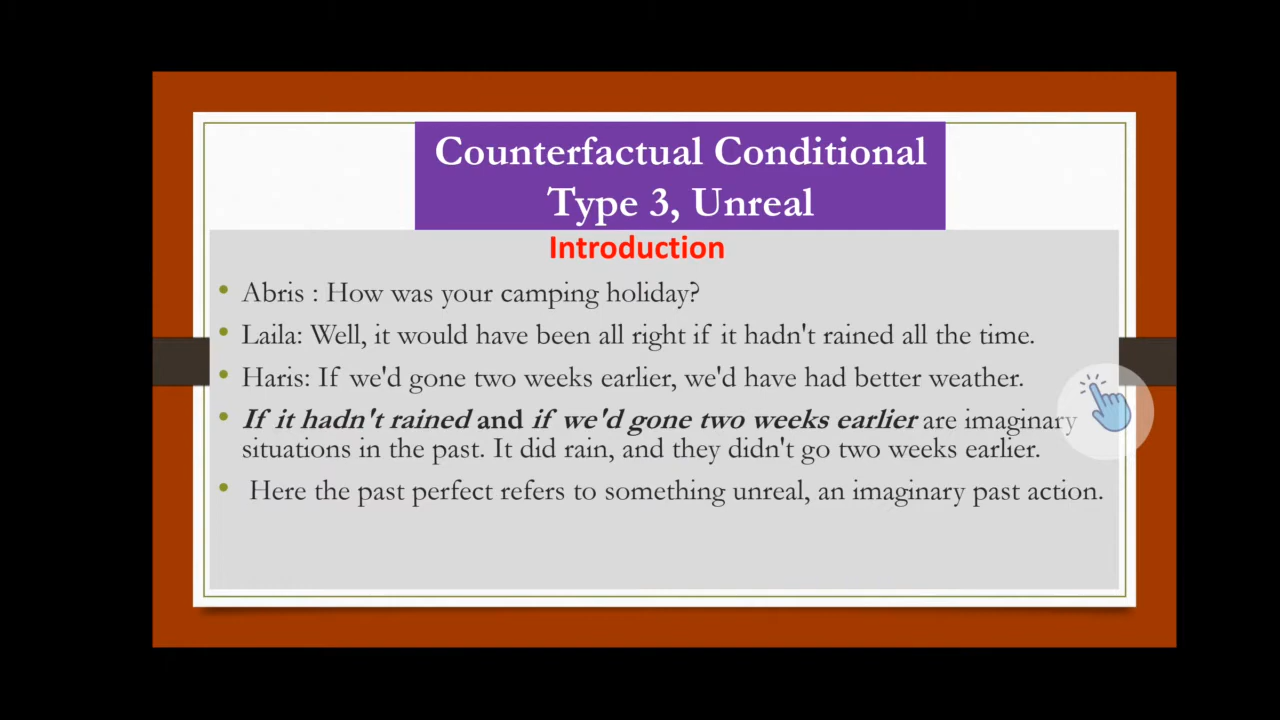 Counterfactual Conditional
Type 3, Unreal
Introduction
• Abris : How was your camping holiday?
• Laila: Well, it would have been all right if it hadn't rained all the time.
• Haris: If we'd gone two weeks earlier, we'd have had better weather.
• If it hadn't rained and if we'd gone two weeks earlier are imaginary
situations in the past. It did rain, and they didn't go two weeks earlier.
• Here the past perfect refers to something unreal, an imaginary past action.